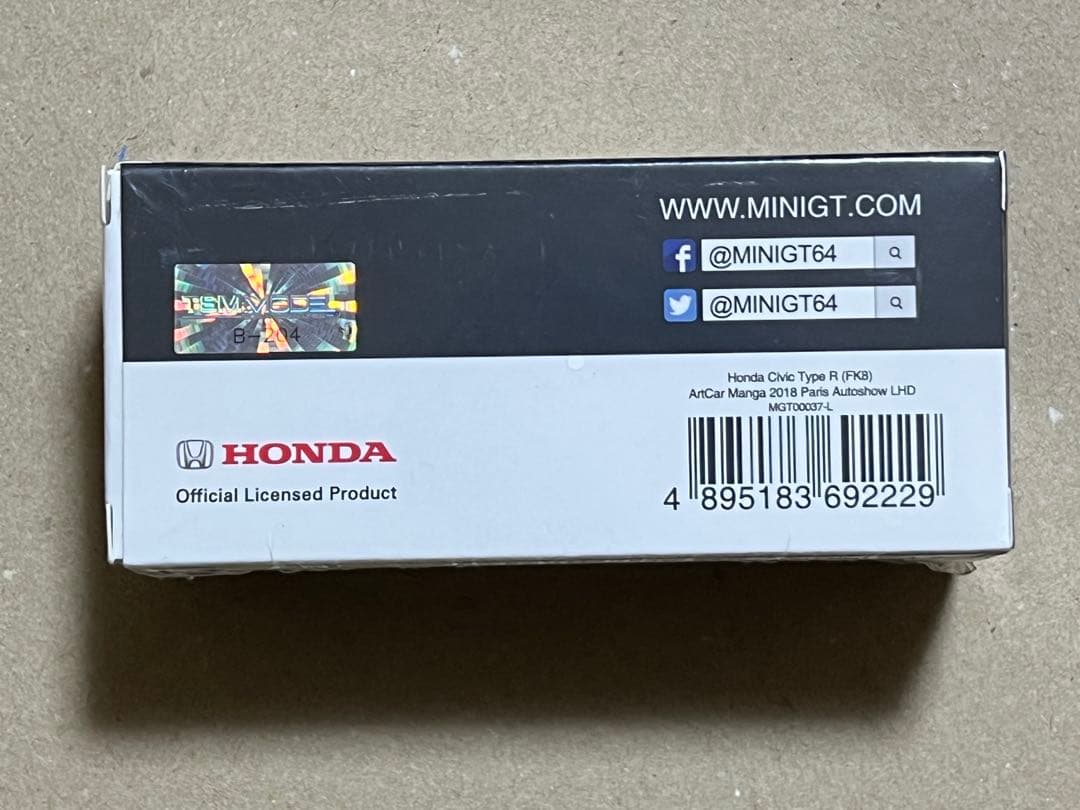 WWW.MINIGT.COM
@MINIGT64
@MINIGT64
TSM-MODEL
B-204
Honda Civic Type R (FK8)
ArtCar Manga 2018 Paris Autoshow LHD
MGT00037-L
4 895183 692229
HONDA
Official Licensed Product